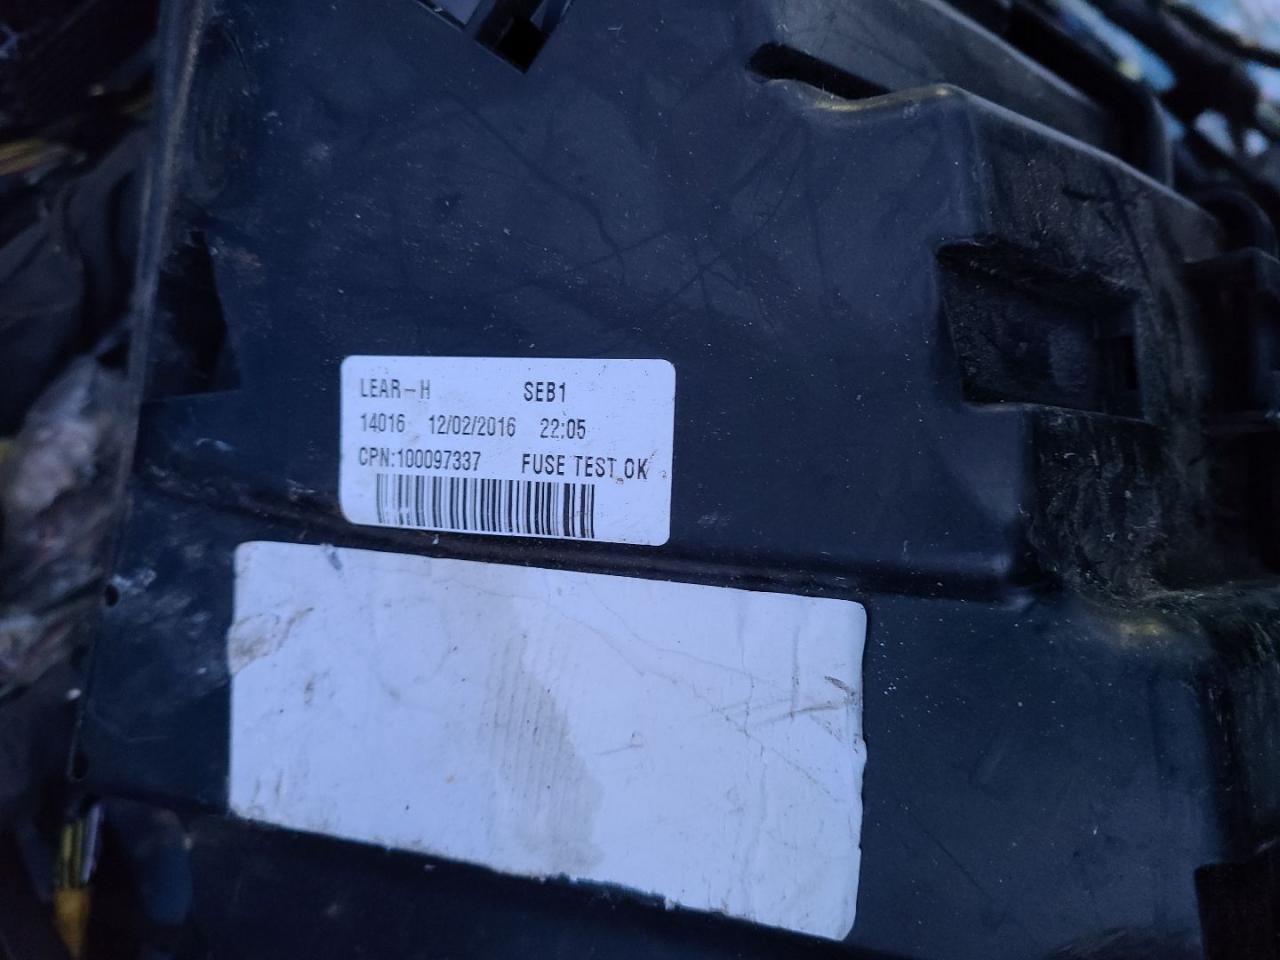 LEAR-H SEB1
14016 12/02/2016 22:05
CPN:100097337 FUSE TEST OK